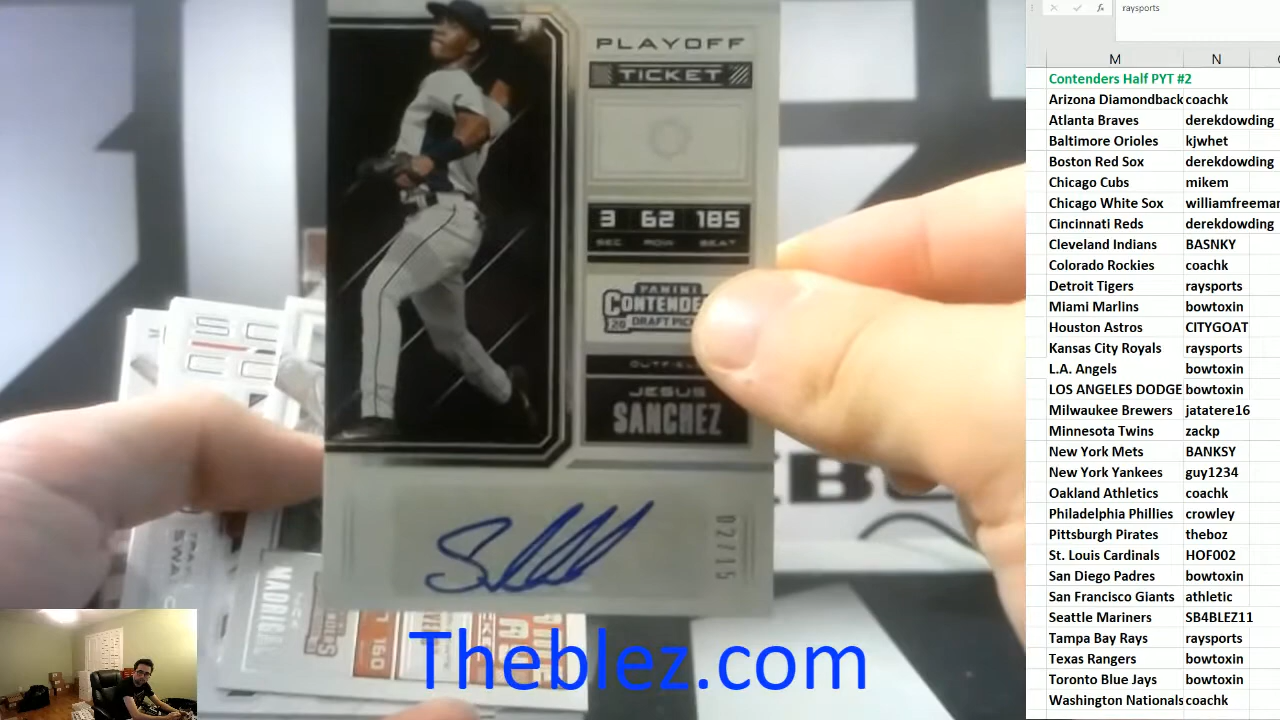 raysports
M N
Contenders Half PYT #2
Arizona Diamondback coachk
Atlanta Braves derekdowding
Baltimore Orioles kjwhet
Boston Red Sox derekdowding
Chicago Cubs mikem
Chicago White Sox williamfreeman
Cincinnati Reds derekdowding
Cleveland Indians BASNKY
Colorado Rockies coachk
Detroit Tigers raysports
Miami Marlins bowtoxin
Houston Astros CITYGOAT
Kansas City Royals raysports
L.A. Angels bowtoxin
LOS ANGELES DODGE bowtoxin
Milwaukee Brewers jatatere16
Minnesota Twins zackp
New York Mets BANKSY
New York Yankees guy1234
Oakland Athletics coachk
Philadelphia Phillies crowley
Pittsburgh Pirates theboz
St. Louis Cardinals HOF002
San Diego Padres bowtoxin
San Francisco Giants athletic
Seattle Mariners SB4BLEZ11
Tampa Bay Rays raysports
Texas Rangers bowtoxin
Toronto Blue Jays bowtoxin
Washington Nationals coachk
PLAYOFF
TICKET
3 62 185
SEC ROW SEAT
PANINI
CONTENDE
20 DRAFT PICK
OUTFIEL
JESUS
SANCHEZ
02/15
MADRIGAL
160
Theblez.com